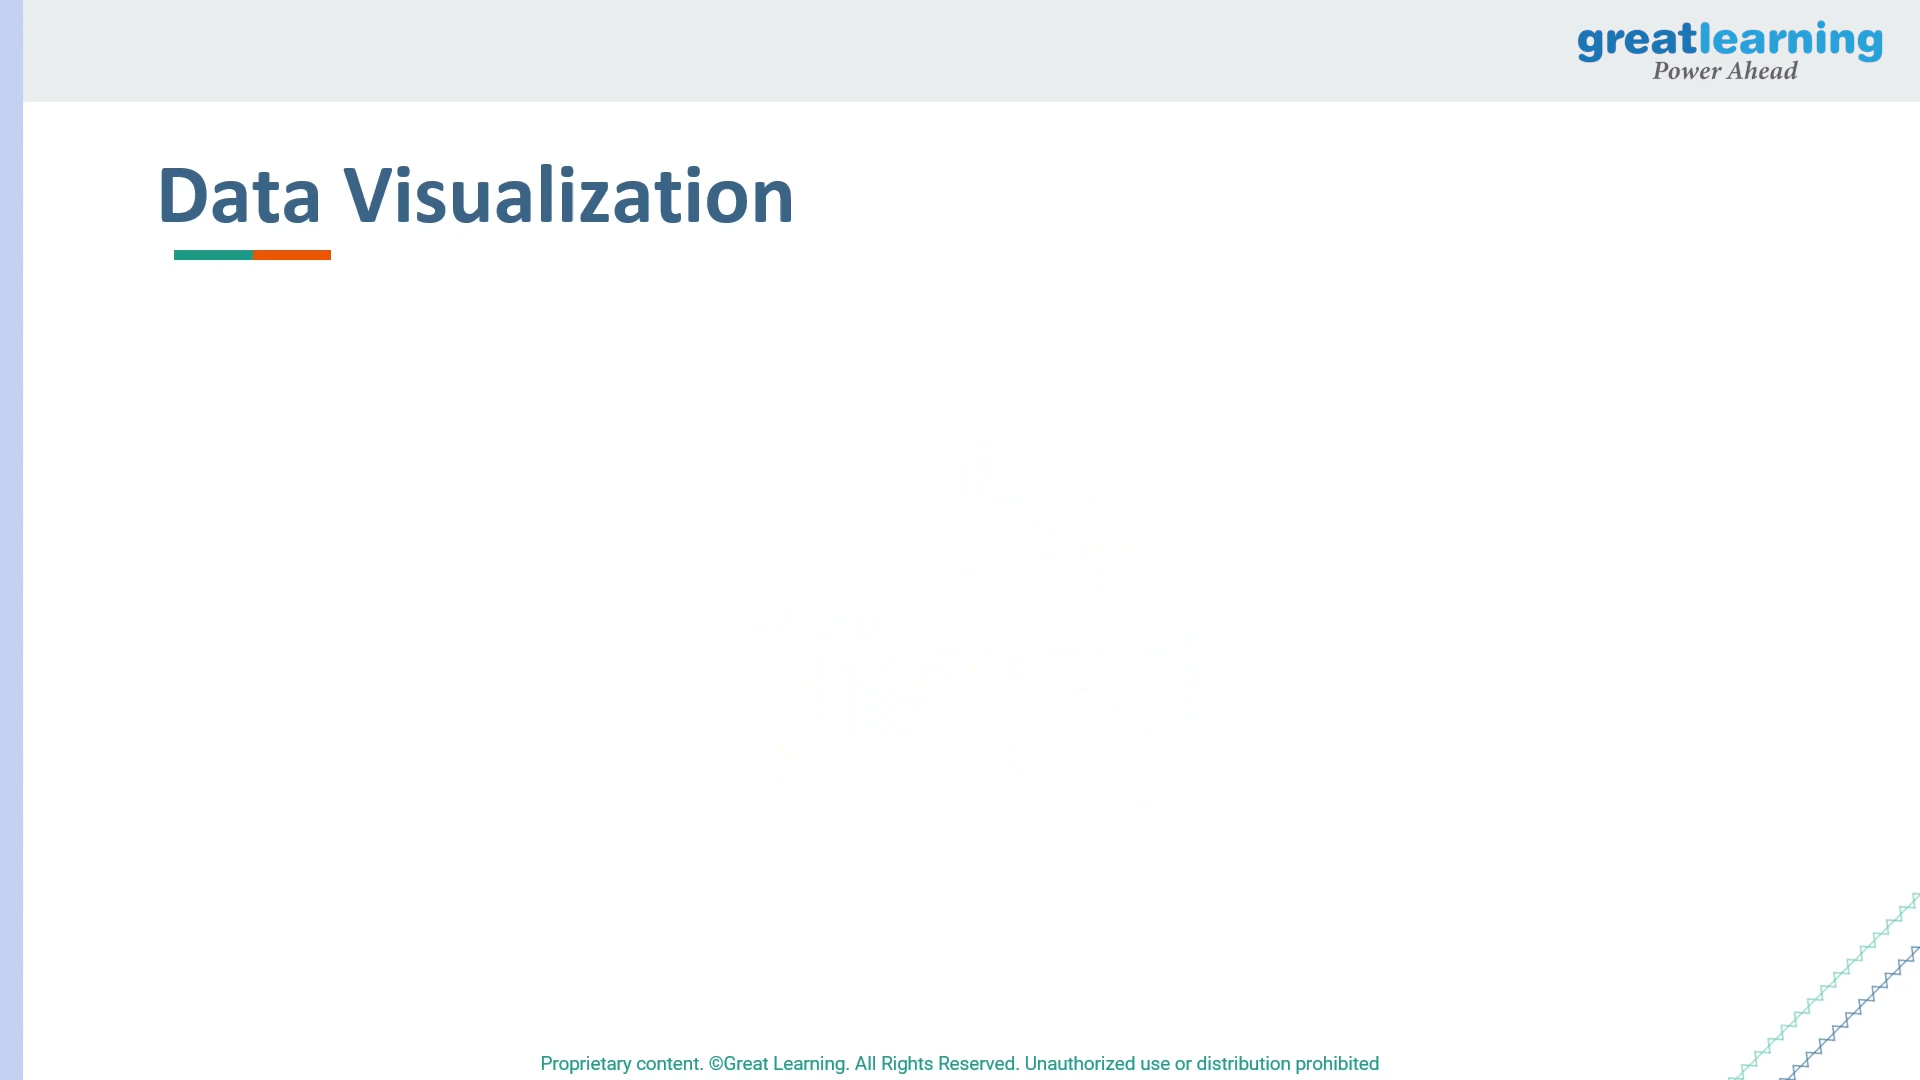 greatlearning
Power Ahead
Data Visualization
Proprietary content. ©Great Learning. All Rights Reserved. Unauthorized use or distribution prohibited